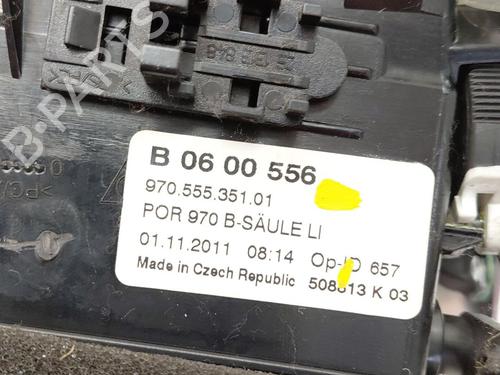 B-PARTS
B 06 00 556
970.555.351.01
POR 970 B-SÄULE LI
01.11.2011 08:14 Op-ID 657
Made in Czech Republic 508813 K 03